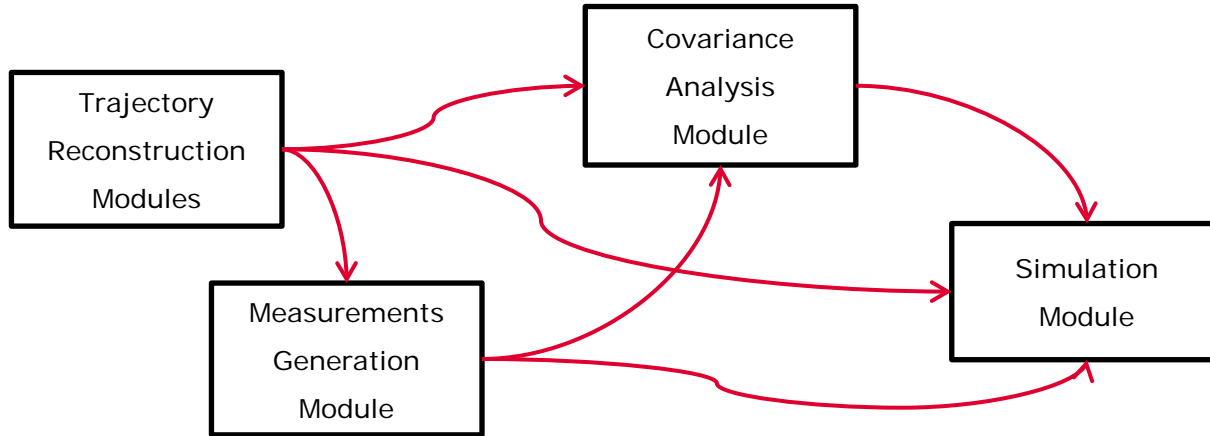 Trajectory
Reconstruction
Modules
Covariance
Analysis
Module
Measurements
Generation
Module
Simulation
Module